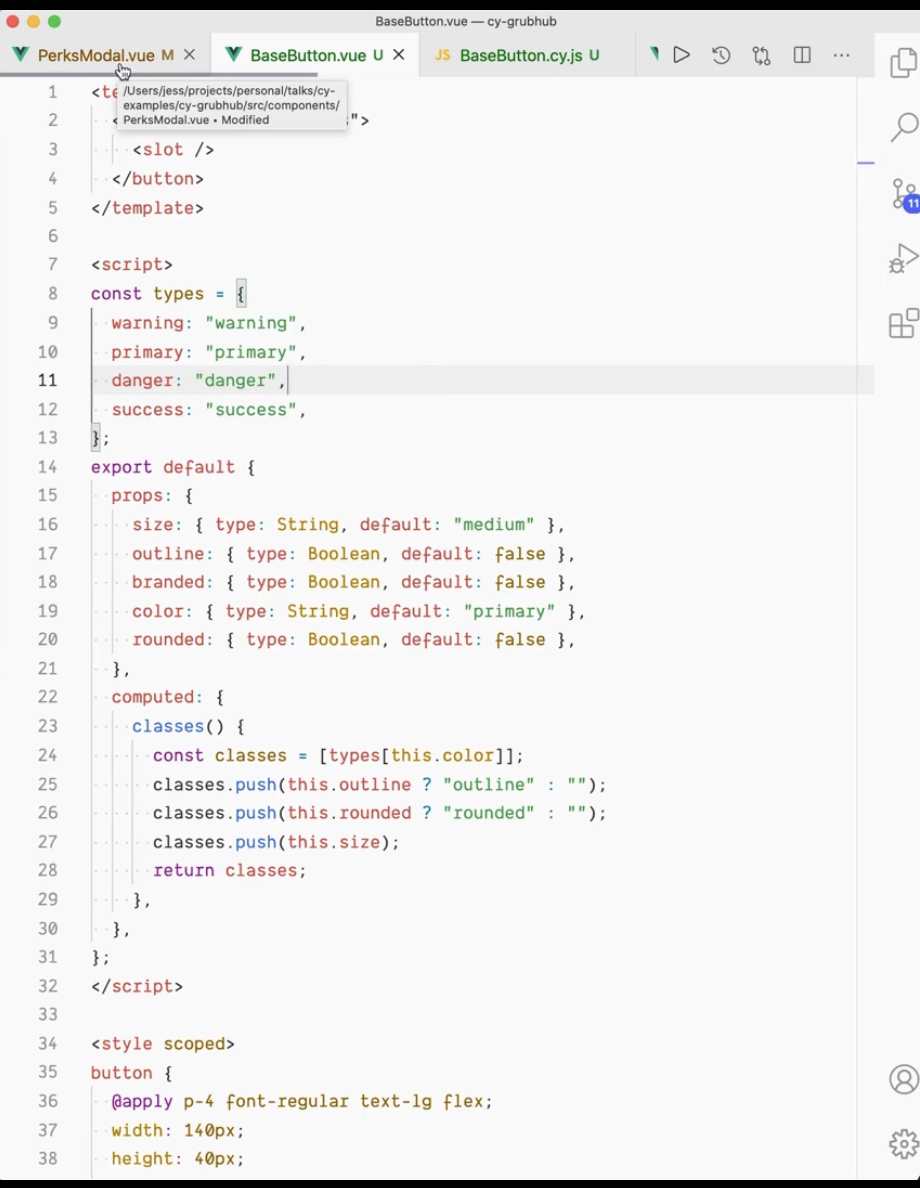 BaseButton.vue — cy-grubhub
PerksModal.vue M
BaseButton.vue U
JS BaseButton.cy.js U
/Users/jess/projects/personal/talks/cy-
examples/cy-grubhub/src/components/
PerksModal.vue • Modified
1 <te
2 < ">
3 <slot />
4 </button>
5 </template>
6
7 <script>
8 const types = {
9 warning: "warning",
10 primary: "primary",
11 danger: "danger",
12 success: "success",
13 };
14 export default {
15 props: {
16 size: { type: String, default: "medium" },
17 outline: { type: Boolean, default: false },
18 branded: { type: Boolean, default: false },
19 color: { type: String, default: "primary" },
20 rounded: { type: Boolean, default: false },
21 },
22 computed: {
23 classes() {
24 const classes = [types[this.color]];
25 classes.push(this.outline ? "outline" : "");
26 classes.push(this.rounded ? "rounded" : "");
27 classes.push(this.size);
28 return classes;
29 },
30 },
31 };
32 </script>
33
34 <style scoped>
35 button {
36 @apply p-4 font-regular text-lg flex;
37 width: 140px;
38 height: 40px;
11